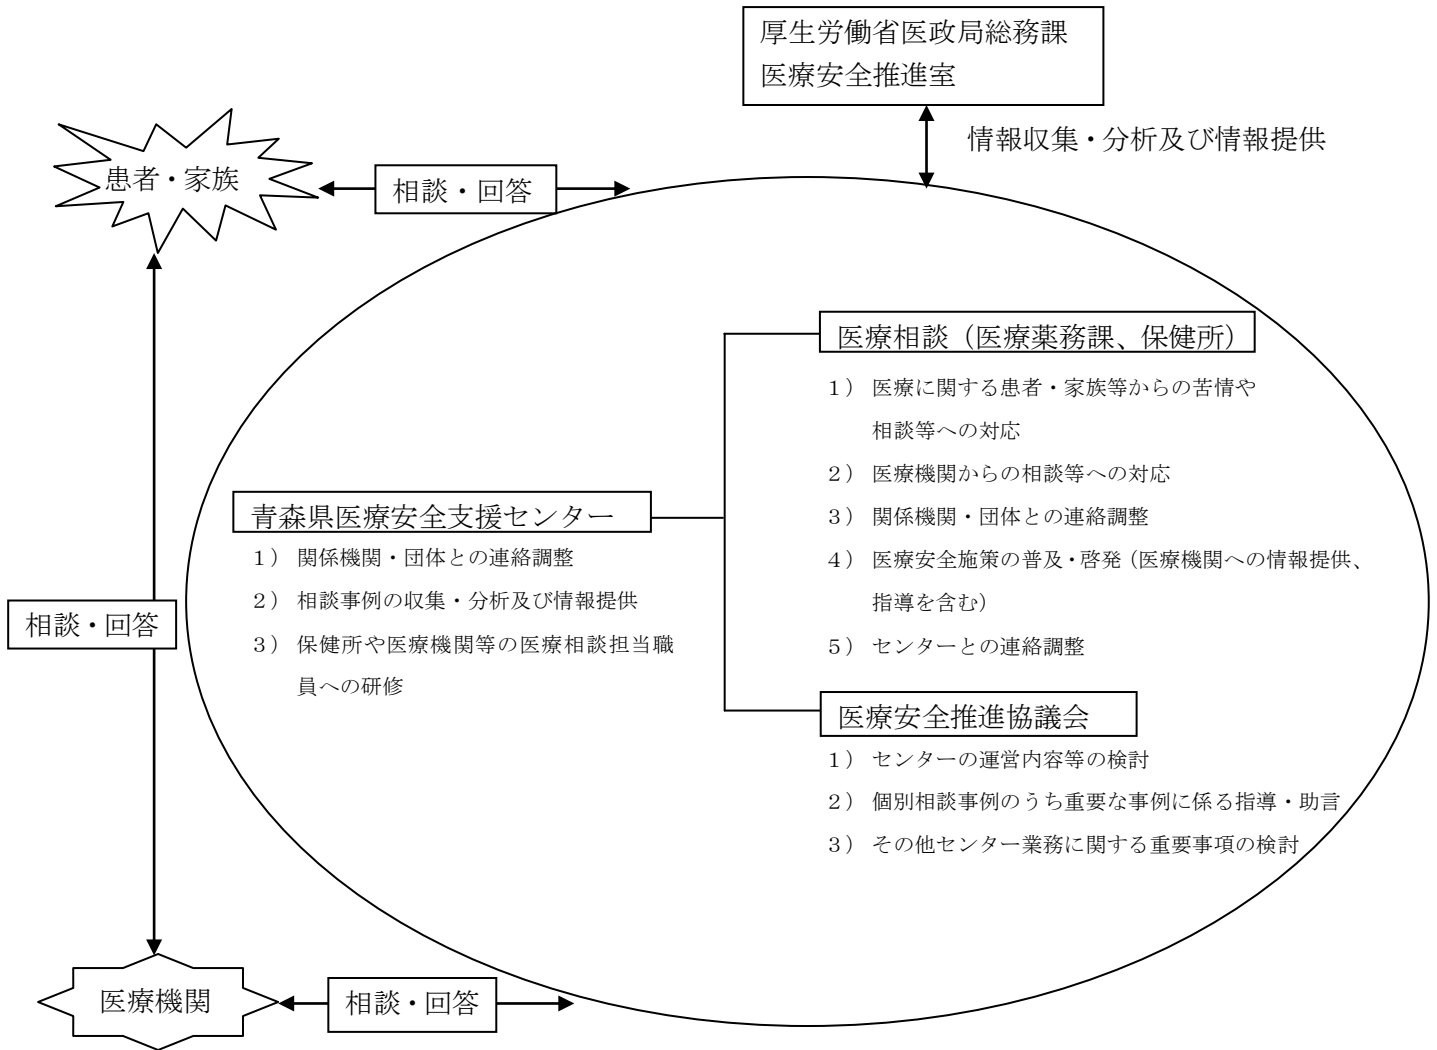 厚生労働省医政局総務課
医療安全推進室
情報収集・分析及び情報提供
患者・家族
相談・回答
医療相談（医療薬務課、保健所）
１） 医療に関する患者・家族等からの苦情や
相談等への対応
２） 医療機関からの相談等への対応
３） 関係機関・団体との連絡調整
４） 医療安全施策の普及・啓発（医療機関への情報提供、
指導を含む）
５） センターとの連絡調整
青森県医療安全支援センター
１） 関係機関・団体との連絡調整
２） 相談事例の収集・分析及び情報提供
３） 保健所や医療機関等の医療相談担当職
員への研修
相談・回答
医療安全推進協議会
１） センターの運営内容等の検討
２） 個別相談事例のうち重要な事例に係る指導・助言
３） その他センター業務に関する重要事項の検討
医療機関
相談・回答